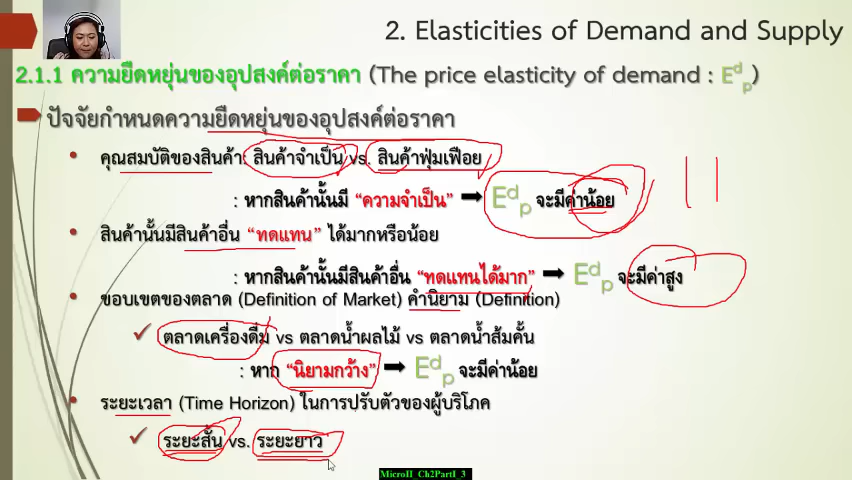 2. Elasticities of Demand and Supply
2.1.1 ความยืดหยุ่นของอุปสงค์ต่อราคา (The price elasticity of demand : Edp)
ปัจจัยกำหนดความยืดหยุ่นของอุปสงค์ต่อราคา
• คุณสมบัติของสินค้า: สินค้าจำเป็น vs. สินค้าฟุ่มเฟือย
: หากสินค้านั้นมี “ความจำเป็น” ➡ Edp จะมีค่าน้อย
• สินค้านั้นมีสินค้าอื่น “ทดแทน” ได้มากหรือน้อย
: หากสินค้านั้นมีสินค้าอื่น “ทดแทนได้มาก” ➡ Edp จะมีค่าสูง
• ขอบเขตของตลาด (Definition of Market) คำนิยาม (Definition)
✓ ตลาดเครื่องดื่ม vs ตลาดน้ำผลไม้ vs ตลาดน้ำส้มคั้น
: หาก “นิยามกว้าง” ➡ Edp จะมีค่าน้อย
• ระยะเวลา (Time Horizon) ในการปรับตัวของผู้บริโภค
✓ ระยะสั้น vs. ระยะยาว
MicroII_Ch2PartI_3